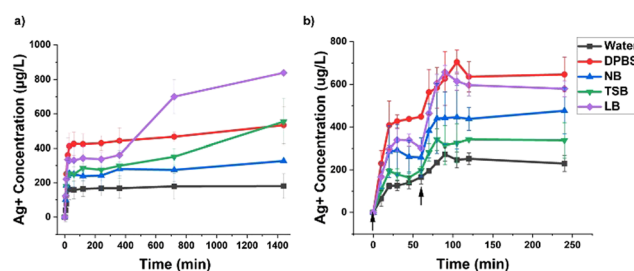 a)
Ag+ Concentration (µg/L)
1000
800
600
400
200
0
0 200 400 600 800 1000 1200 1400
Time (min)
b)
Ag+ Concentration (µg/L)
800
600
400
200
0
0 50 100 150 200 250
Time (min)
Water
DPBS
NB
TSB
LB